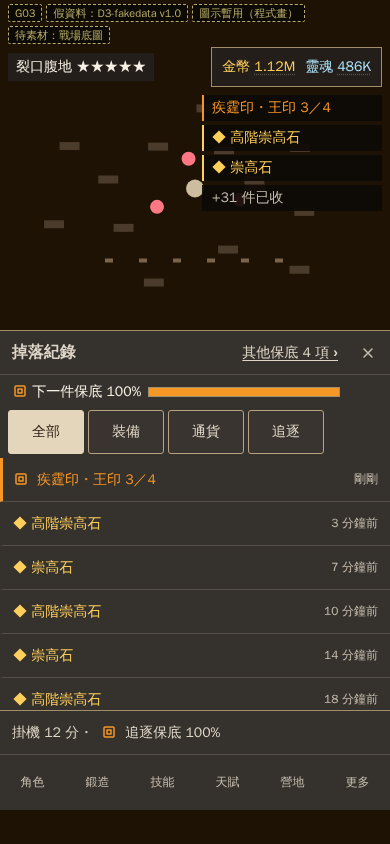 G03 假資料：D3-fakedata v1.0 圖示暫用（程式畫）
待素材：戰場底圖
裂口腹地 ★★★★★
金幣 1.12M 靈魂 486K
疾霆印・王印 3／4
高階崇高石
崇高石
+31 件已收
掉落紀錄
其他保底 4 項 ›
×
下一件保底 100%
全部 裝備 通貨 追逐
疾霆印・王印 3／4 剛剛
高階崇高石 3 分鐘前
崇高石 7 分鐘前
高階崇高石 10 分鐘前
崇高石 14 分鐘前
高階崇高石 18 分鐘前
掛機 12 分・ 追逐保底 100%
角色 鍛造 技能 天賦 營地 更多